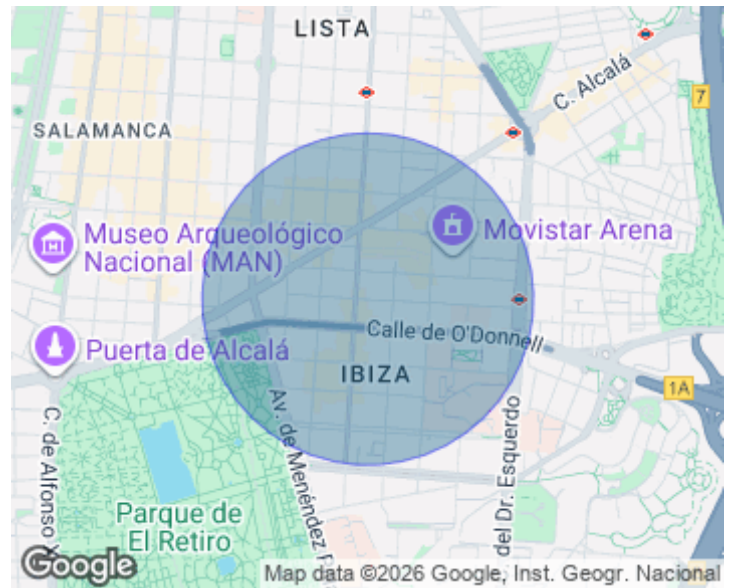 LISTA
C. Alcalá
7
SALAMANCA
Museo Arqueológico
Nacional (MAN)
Movistar Arena
Puerta de Alcalá
Calle de O'Donnell
IBIZA
1A
C. de Alfonso X
Av. de Menéndez P
del Dr. Esquerdo
Parque de
El Retiro
Google
Map data ©2026 Google, Inst. Geogr. Nacional